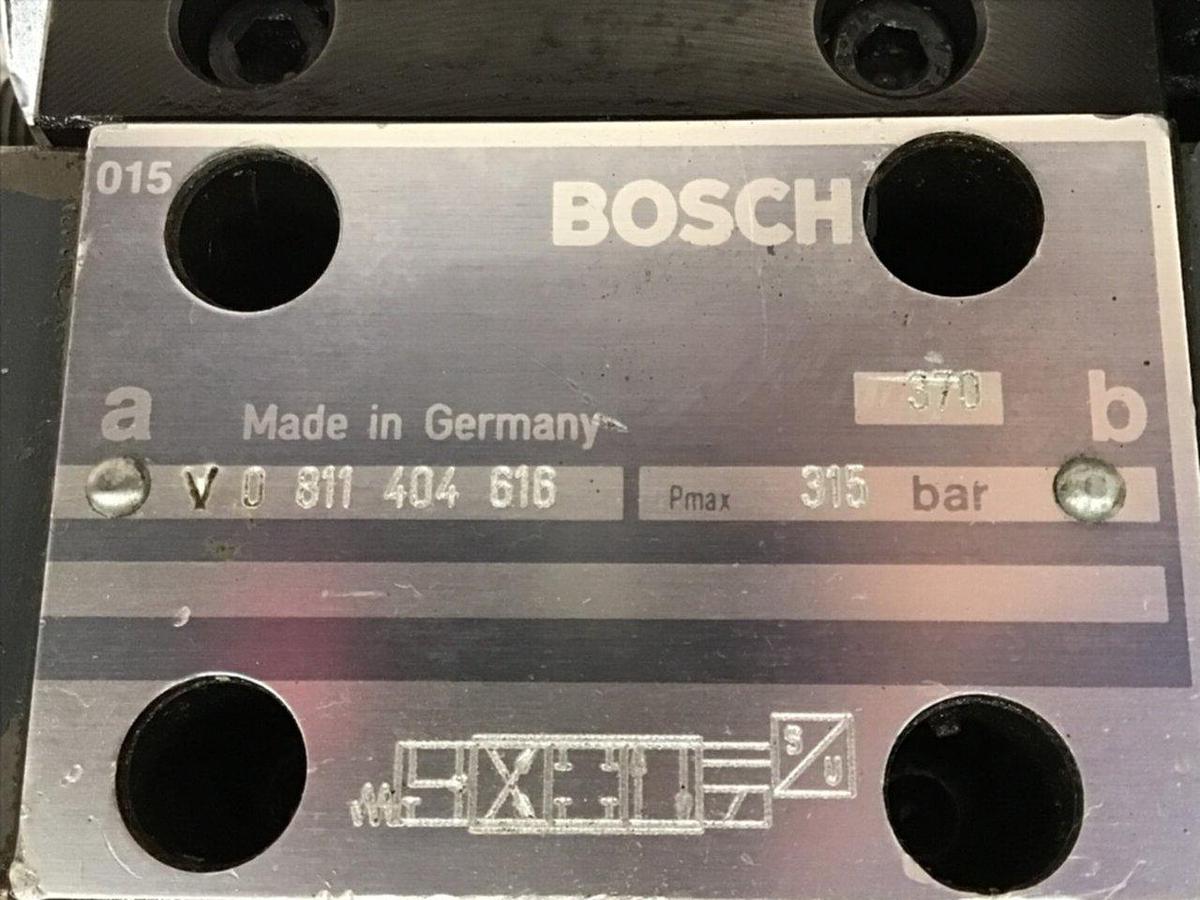 015
BOSCH
370
a
b
Made in Germany
V 0 811 404 616
Pmax 315 bar
S
U